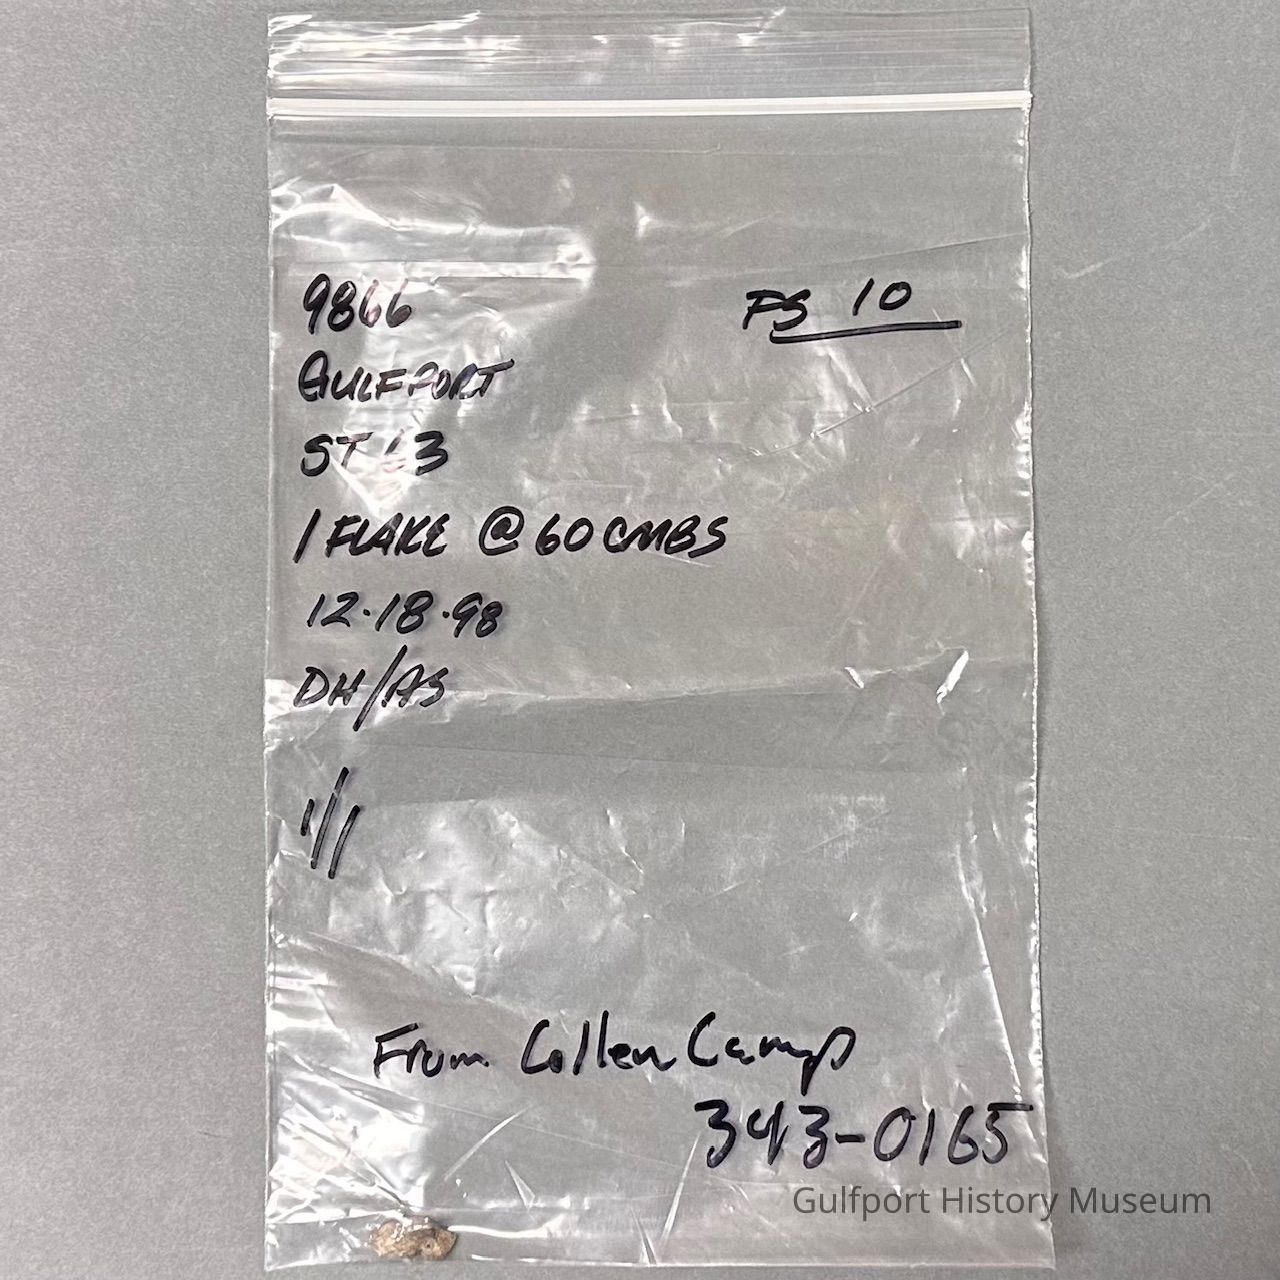 9866
FS 10
GULFPORT
ST 63
1 FLAKE @ 60 CMBS
12.18.98
DH/AS
1/1
From Collen Camp
343-0165
Gulfport History Museum